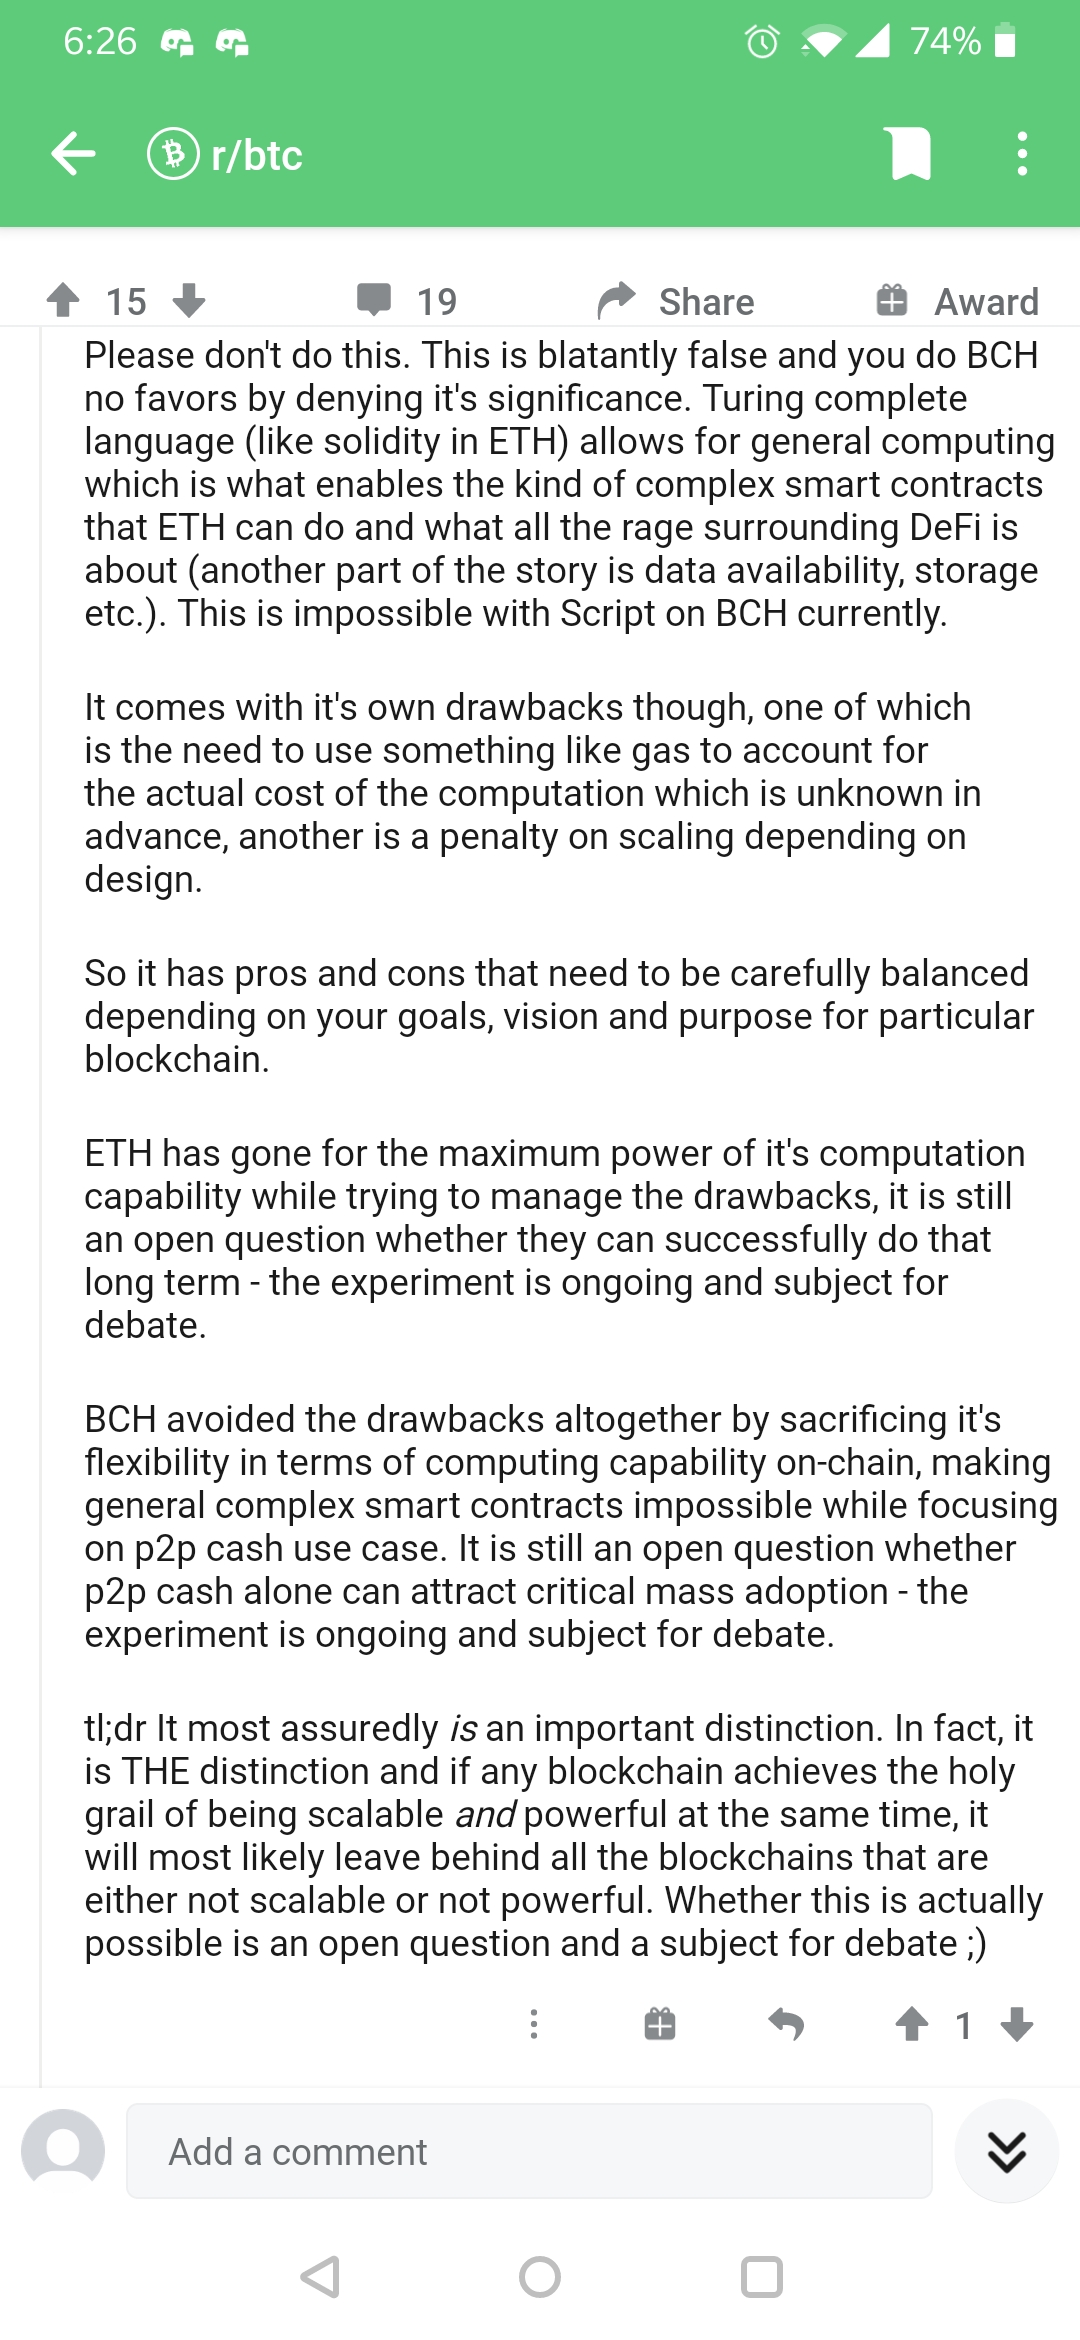 6:26
74%
r/btc
15
19
Share
Award
Please don't do this. This is blatantly false and you do BCH
no favors by denying it's significance. Turing complete
language (like solidity in ETH) allows for general computing
which is what enables the kind of complex smart contracts
that ETH can do and what all the rage surrounding DeFi is
about (another part of the story is data availability, storage
etc.). This is impossible with Script on BCH currently.
It comes with it's own drawbacks though, one of which
is the need to use something like gas to account for
the actual cost of the computation which is unknown in
advance, another is a penalty on scaling depending on
design.
So it has pros and cons that need to be carefully balanced
depending on your goals, vision and purpose for particular
blockchain.
ETH has gone for the maximum power of it's computation
capability while trying to manage the drawbacks, it is still
an open question whether they can successfully do that
long term - the experiment is ongoing and subject for
debate.
BCH avoided the drawbacks altogether by sacrificing it's
flexibility in terms of computing capability on-chain, making
general complex smart contracts impossible while focusing
on p2p cash use case. It is still an open question whether
p2p cash alone can attract critical mass adoption - the
experiment is ongoing and subject for debate.
tl;dr It most assuredly is an important distinction. In fact, it
is THE distinction and if any blockchain achieves the holy
grail of being scalable and powerful at the same time, it
will most likely leave behind all the blockchains that are
either not scalable or not powerful. Whether this is actually
possible is an open question and a subject for debate ;)
1
Add a comment